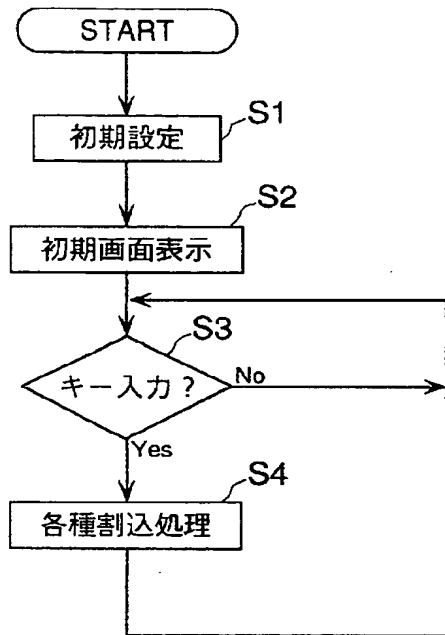 START
S1
初期設定
S2
初期画面表示
S3
キー入力?
No
Yes
S4
各種割込処理